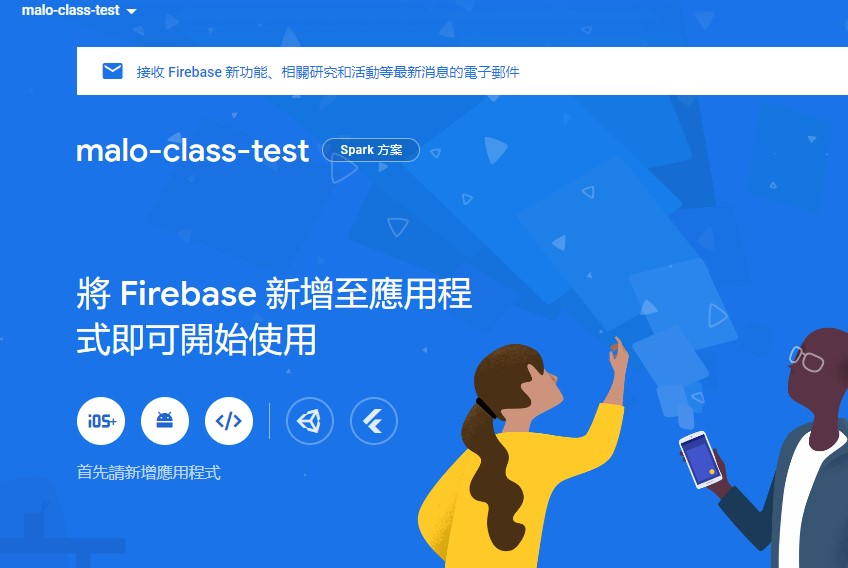 malo-class-test
接收 Firebase 新功能、相關研究和活動等最新消息的電子郵件
malo-class-test
Spark 方案
將 Firebase 新增至應用程
式即可開始使用
iOS+
首先請新增應用程式